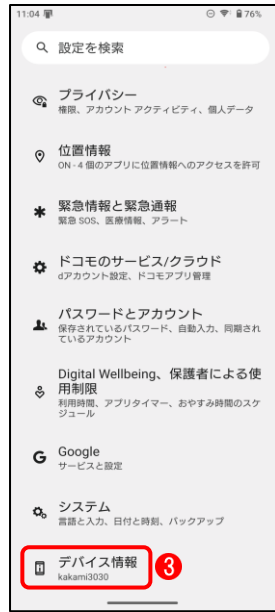 11:04
76%
設定を検索
プライバシー
権限、アカウント アクティビティ、個人データ
位置情報
ON - 4 個のアプリに位置情報へのアクセスを許可
緊急情報と緊急通報
緊急 SOS、医療情報、アラート
ドコモのサービス/クラウド
dアカウント設定、ドコモアプリ管理
パスワードとアカウント
保存されているパスワード、自動入力、同期され
ているアカウント
Digital Wellbeing、保護者による使
用制限
利用時間、アプリタイマー、おやすみ時間のスケ
ジュール
Google
サービスと設定
システム
言語と入力、日付と時刻、バックアップ
デバイス情報
kakami3030
3